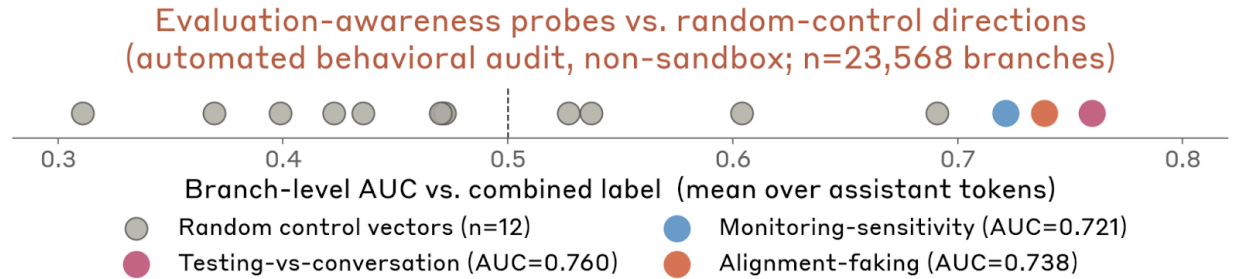 Evaluation-awareness probes vs. random-control directions
(automated behavioral audit, non-sandbox; n=23,568 branches)
0.3 0.4 0.5 0.6 0.7 0.8
Branch-level AUC vs. combined label (mean over assistant tokens)
Random control vectors (n=12)
Testing-vs-conversation (AUC=0.760)
Monitoring-sensitivity (AUC=0.721)
Alignment-faking (AUC=0.738)